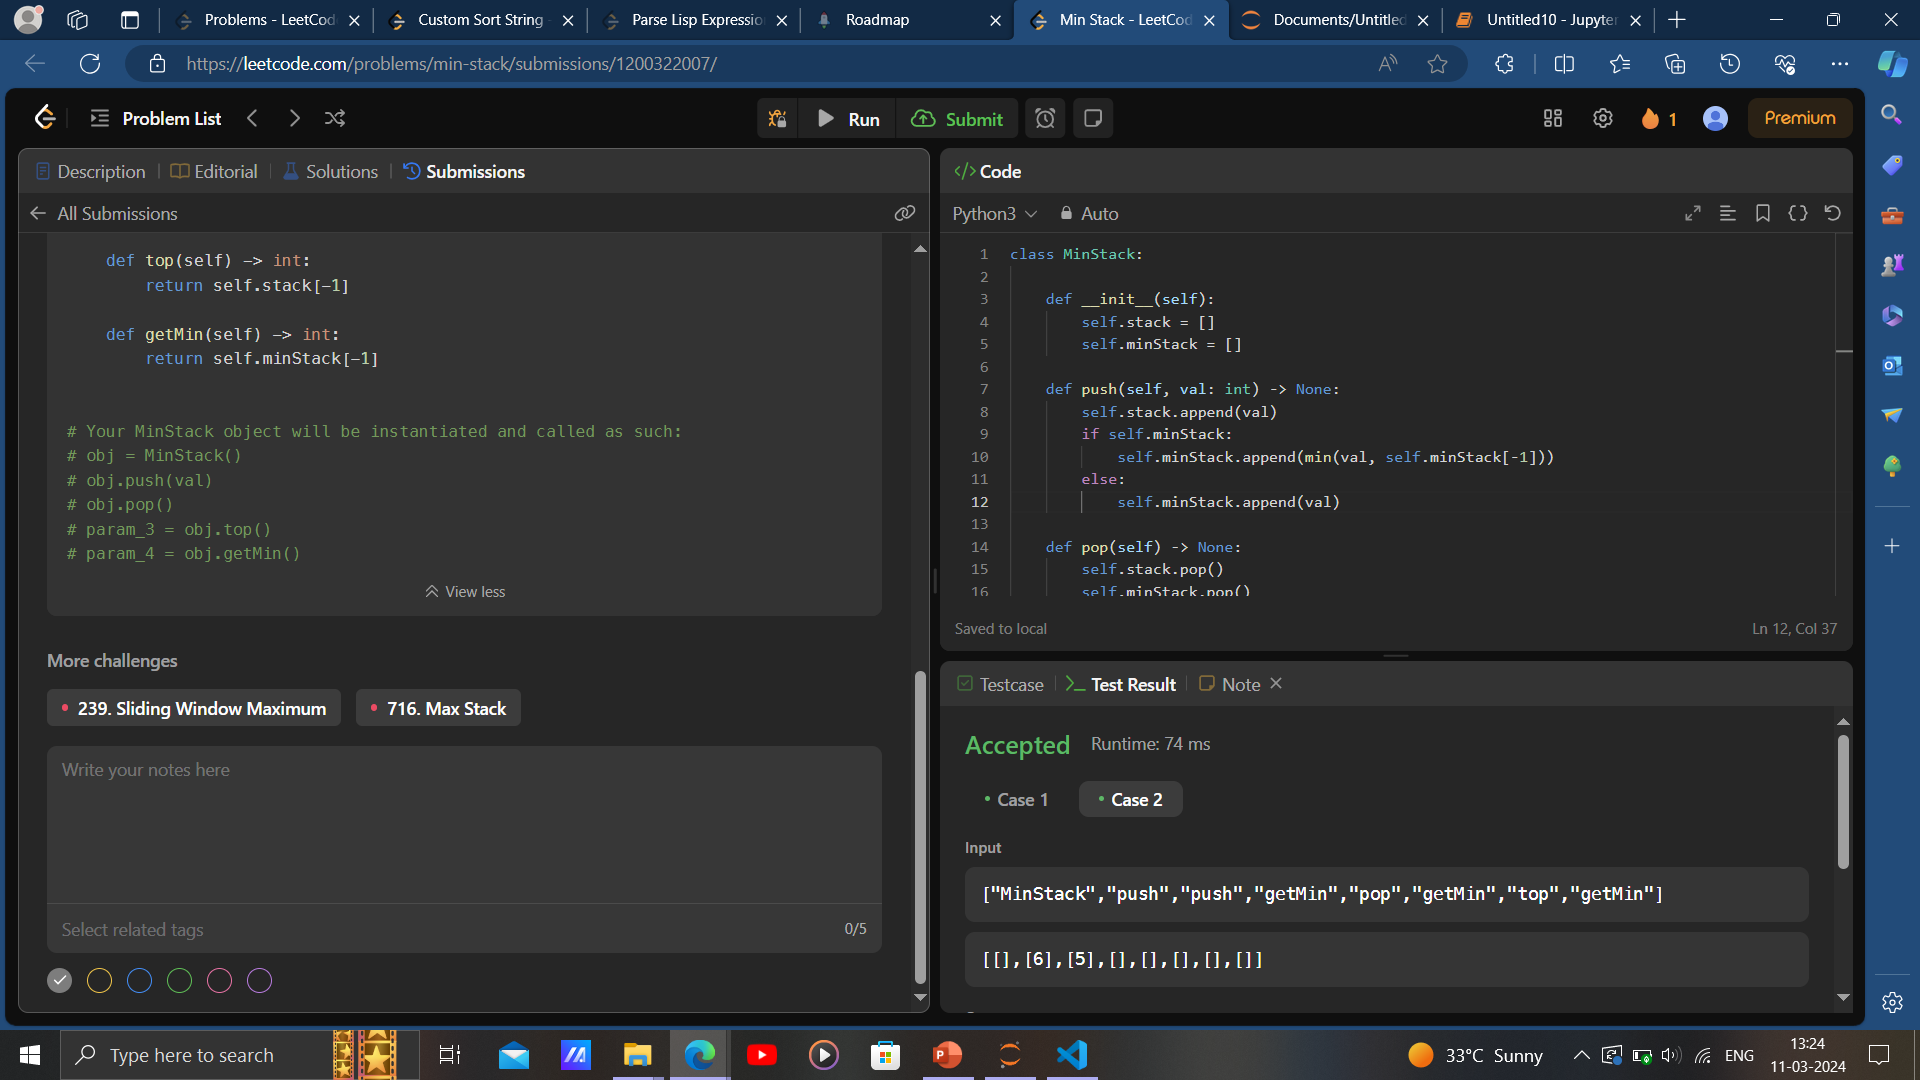 Problems - LeetCod
Custom Sort String -
Parse Lisp Expressio
Roadmap
Min Stack - LeetCod
Documents/Untitled
Untitled10 - Jupyter
https://leetcode.com/problems/min-stack/submissions/1200322007/
Problem List
Run
Submit
1
Premium
Description
Editorial
Solutions
Submissions
All Submissions
def top(self) -> int:
return self.stack[-1]
def getMin(self) -> int:
return self.minStack[-1]
# Your MinStack object will be instantiated and called as such:
# obj = MinStack()
# obj.push(val)
# obj.pop()
# param_3 = obj.top()
# param_4 = obj.getMin()
View less
More challenges
239. Sliding Window Maximum
716. Max Stack
Write your notes here
Select related tags
0/5
</> Code
Python3
Auto
1 class MinStack:
2
3 def __init__(self):
4 self.stack = []
5 self.minStack = []
6
7 def push(self, val: int) -> None:
8 self.stack.append(val)
9 if self.minStack:
10 self.minStack.append(min(val, self.minStack[-1]))
11 else:
12 self.minStack.append(val)
13
14 def pop(self) -> None:
15 self.stack.pop()
16 self.minStack.pop()
Saved to local
Ln 12, Col 37
Testcase
Test Result
Note
Accepted
Runtime: 74 ms
Case 1
Case 2
Input
["MinStack","push","push","getMin","pop","getMin","top","getMin"]
[[],[6],[5],[],[],[],[],[]]
Type here to search
33°C Sunny
ENG
13:24
11-03-2024